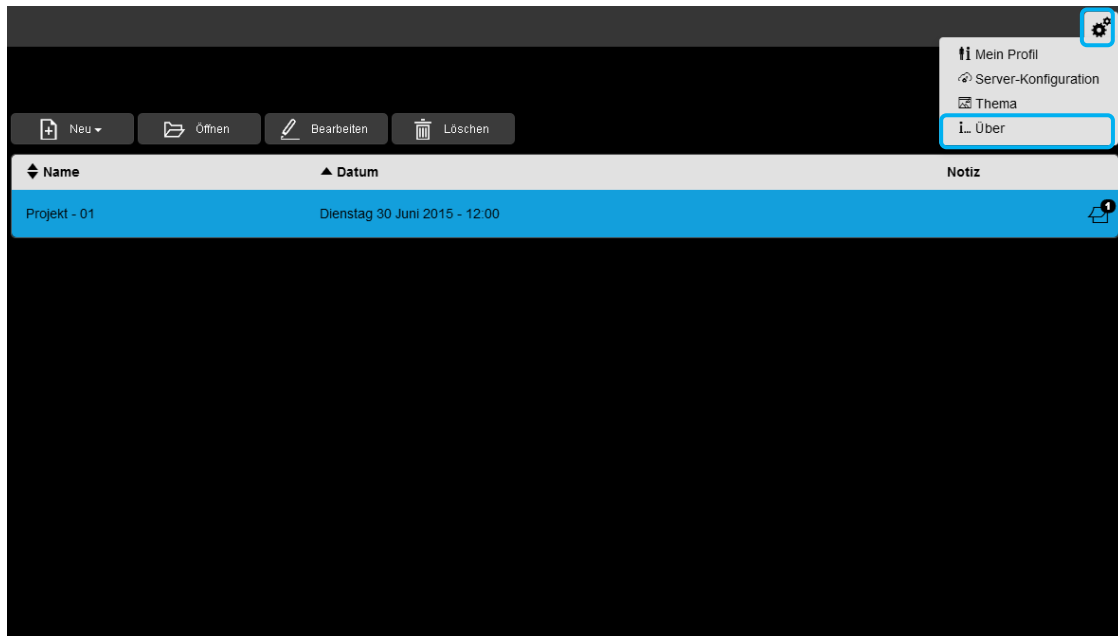 Mein Profil
Server-Konfiguration
Thema
i... Über
Neu
Öffnen
Bearbeiten
Löschen
Name
Datum
Notiz
Projekt - 01
Dienstag 30 Juni 2015 - 12:00
1